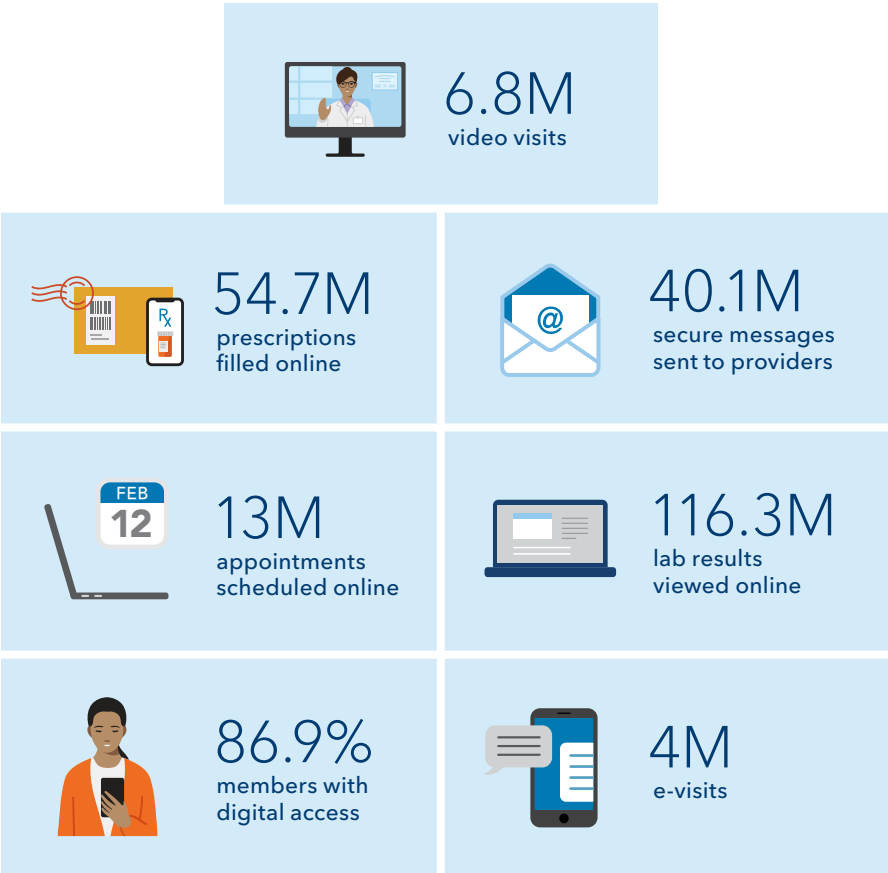 6.8M
video visits
Rx
54.7M
prescriptions
filled online
@
40.1M
secure messages
sent to providers
FEB
12
13M
appointments
scheduled online
116.3M
lab results
viewed online
86.9%
members with
digital access
4M
e-visits